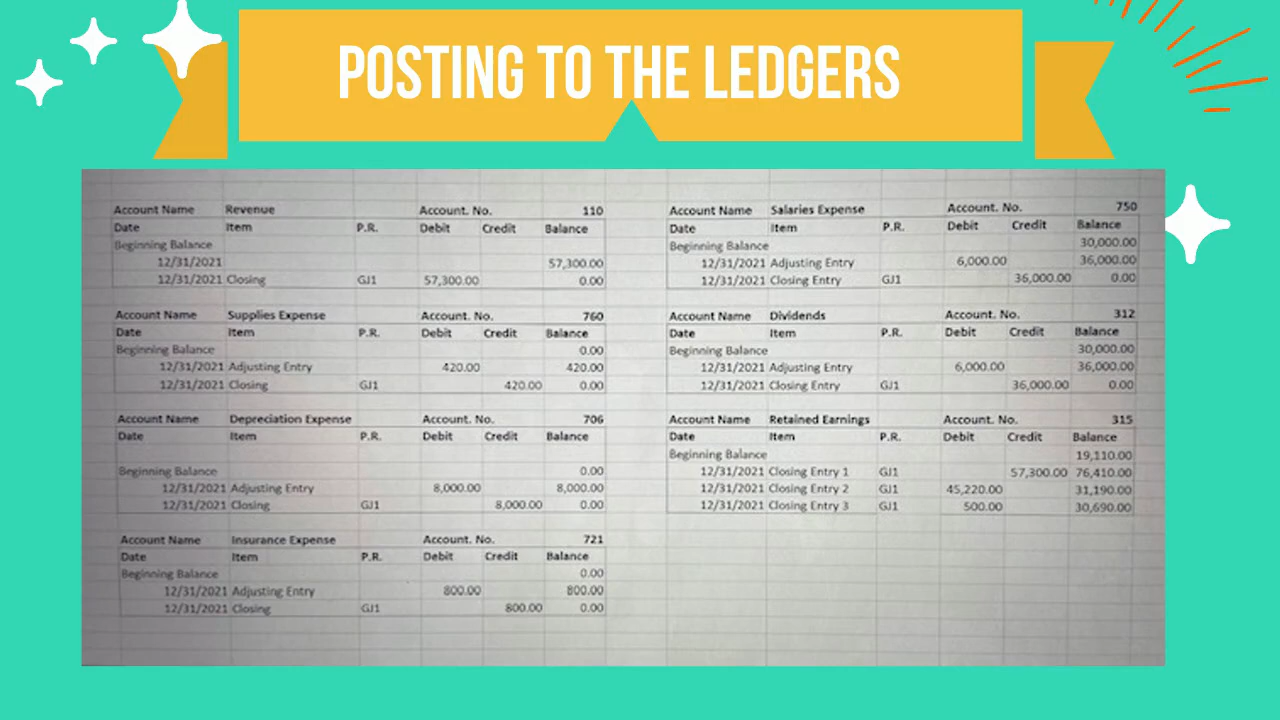 POSTING TO THE LEDGERS
Account Name Revenue Account. No. 110
Date Item P.R. Debit Credit Balance
Beginning Balance
12/31/2021 57,300.00
12/31/2021 Closing GJ1 57,300.00 0.00
Account Name Supplies Expense Account. No. 760
Date Item P.R. Debit Credit Balance
Beginning Balance 0.00
12/31/2021 Adjusting Entry 420.00 420.00
12/31/2021 Closing GJ1 420.00 0.00
Account Name Depreciation Expense Account. No. 706
Date Item P.R. Debit Credit Balance
Beginning Balance 0.00
12/31/2021 Adjusting Entry 8,000.00 8,000.00
12/31/2021 Closing GJ1 8,000.00 0.00
Account Name Insurance Expense Account. No. 721
Date Item P.R. Debit Credit Balance
Beginning Balance 0.00
12/31/2021 Adjusting Entry 800.00 800.00
12/31/2021 Closing GJ1 800.00 0.00
Account Name Salaries Expense Account. No. 750
Date Item P.R. Debit Credit Balance
Beginning Balance 30,000.00
12/31/2021 Adjusting Entry 6,000.00 36,000.00
12/31/2021 Closing Entry GJ1 36,000.00 0.00
Account Name Dividends Account. No. 312
Date Item P.R. Debit Credit Balance
Beginning Balance 30,000.00
12/31/2021 Adjusting Entry 6,000.00 36,000.00
12/31/2021 Closing Entry GJ1 36,000.00 0.00
Account Name Retained Earnings Account. No. 315
Date Item P.R. Debit Credit Balance
Beginning Balance 19,110.00
12/31/2021 Closing Entry 1 GJ1 57,300.00 76,410.00
12/31/2021 Closing Entry 2 GJ1 45,220.00 31,190.00
12/31/2021 Closing Entry 3 GJ1 500.00 30,690.00